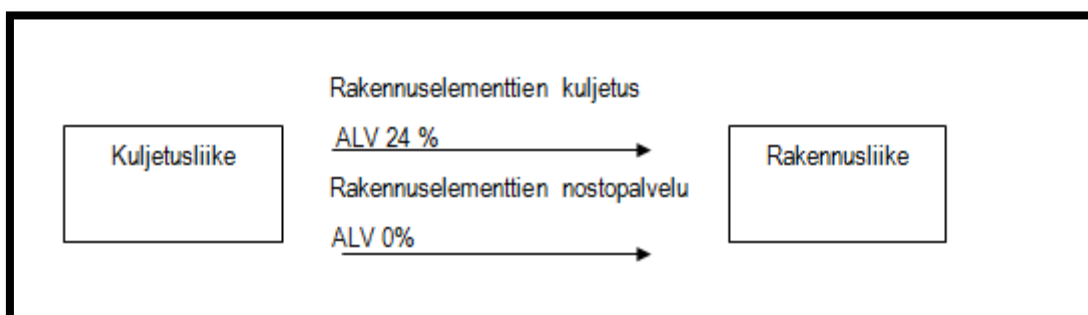 Rakennuselementtien kuljetus
Kuljetusliike
ALV 24 %
Rakennusliike
Rakennuselementtien nostopalvelu
ALV 0%